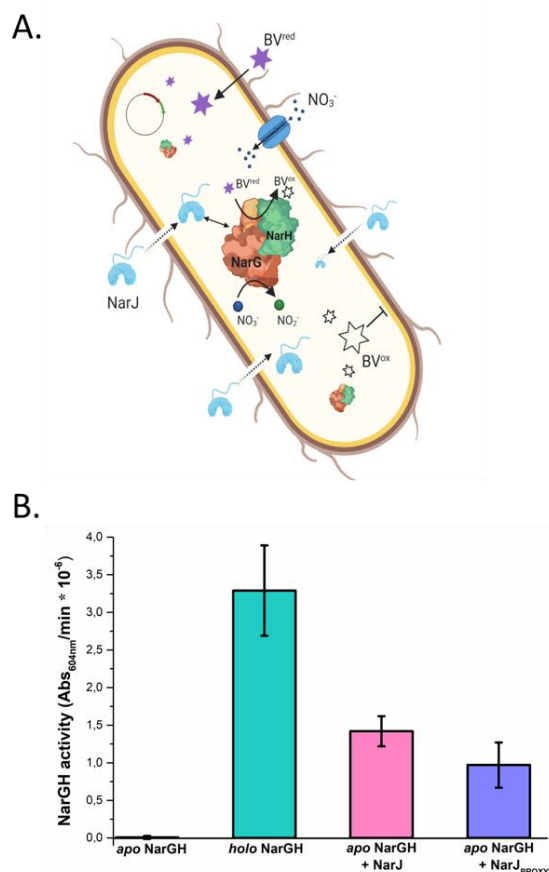 A.
BV^red
NO₃⁻
BV^red
BV^ox
NarH
NarG
NarJ
NO₃⁻
NO₂⁻
BV^ox
B.
NarGH activity (Abs₆₀₄ₙₘ/min * 10⁻⁶)
4,0
3,5
3,0
2,5
2,0
1,5
1,0
0,5
0,0
apo NarGH
holo NarGH
apo NarGH
+ NarJ
apo NarGH
+ NarJ_PROXYL